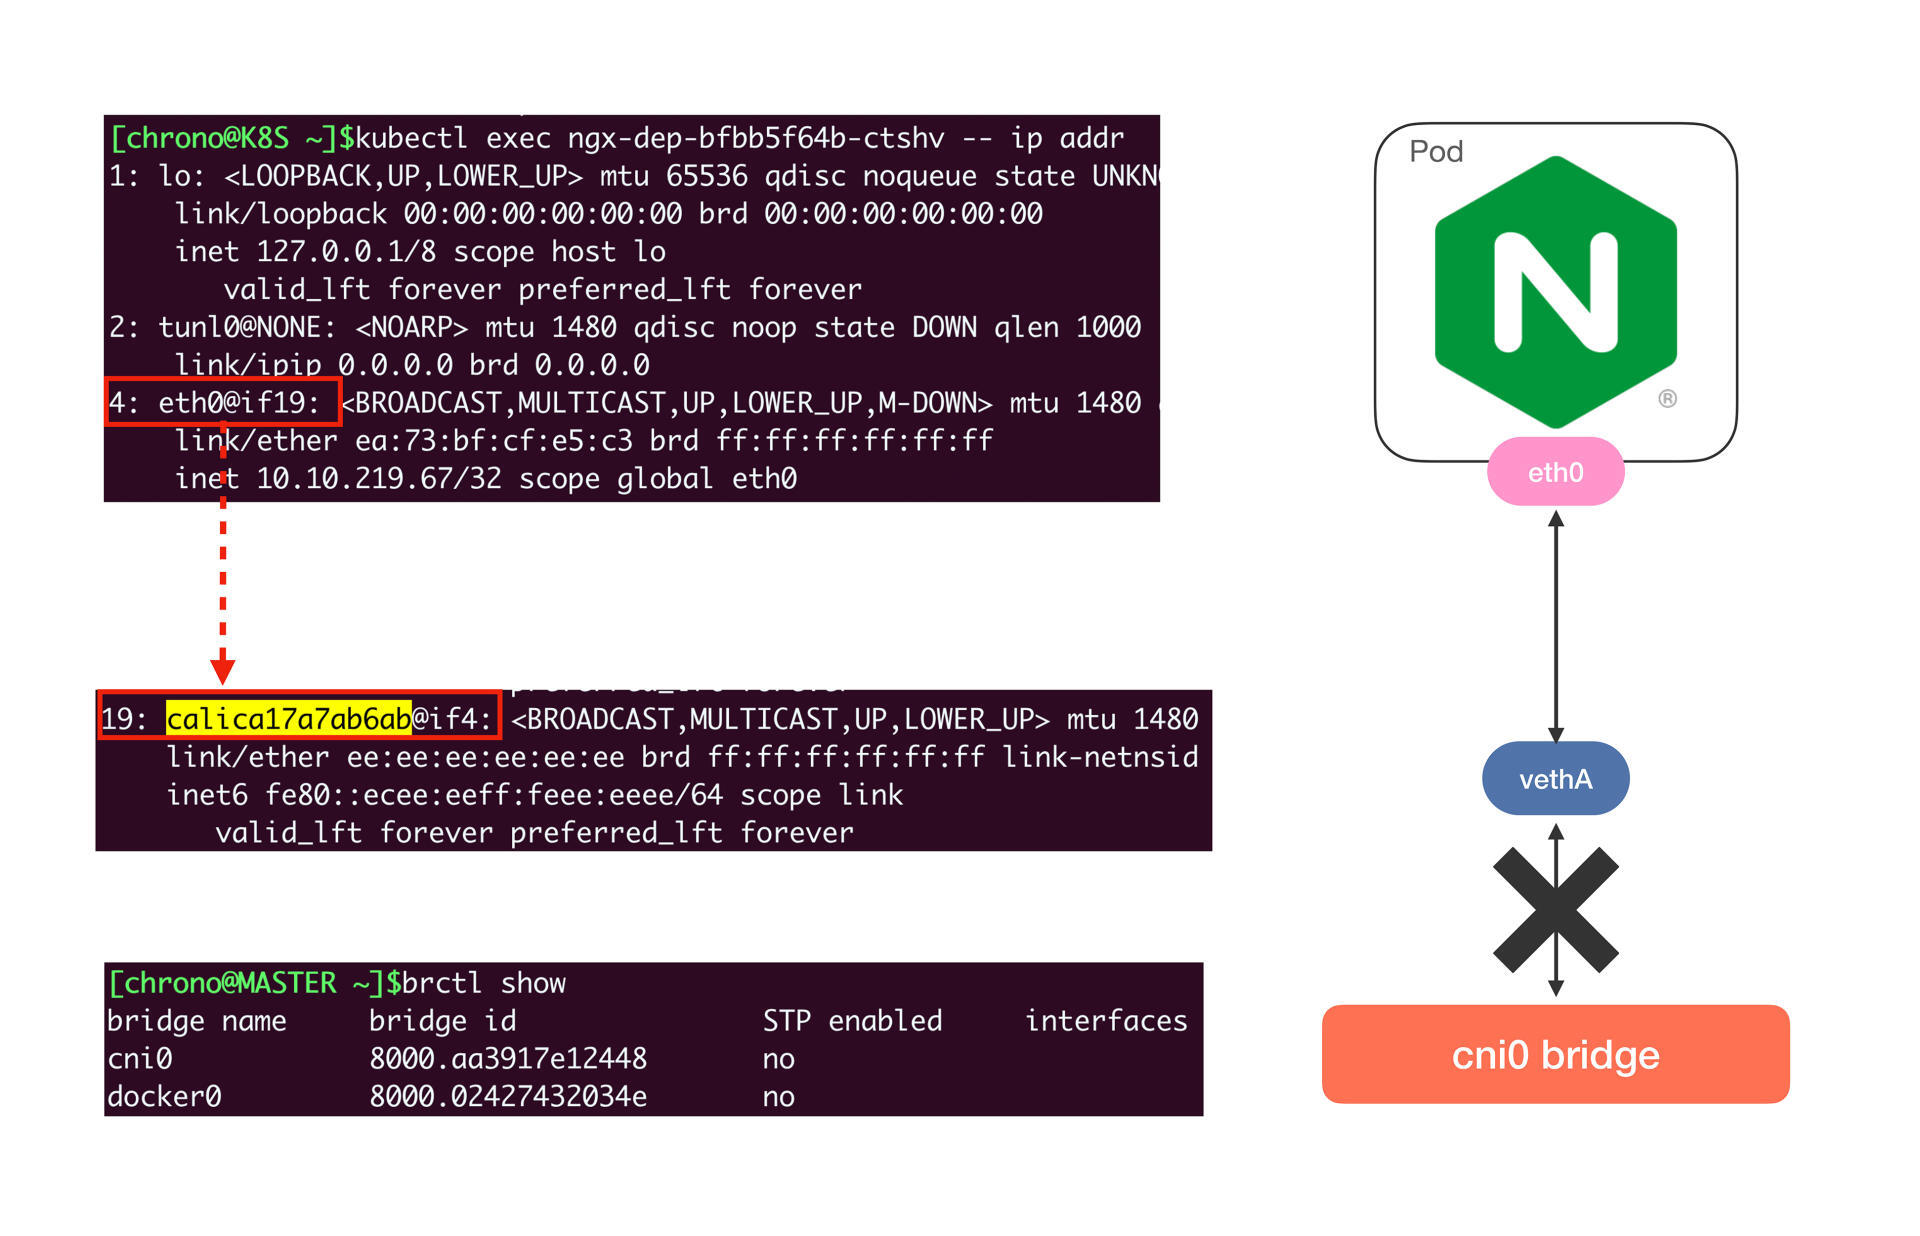 [chrono@K8S ~]$kubectl exec ngx-dep-bfbb5f64b-ctshv -- ip addr
1: lo: <LOOPBACK,UP,LOWER_UP> mtu 65536 qdisc noqueue state UNKN
link/loopback 00:00:00:00:00:00 brd 00:00:00:00:00:00
inet 127.0.0.1/8 scope host lo
valid_lft forever preferred_lft forever
2: tunl0@NONE: <NOARP> mtu 1480 qdisc noop state DOWN qlen 1000
link/ipip 0.0.0.0 brd 0.0.0.0
4: eth0@if19: <BROADCAST,MULTICAST,UP,LOWER_UP,M-DOWN> mtu 1480
link/ether ea:73:bf:cf:e5:c3 brd ff:ff:ff:ff:ff:ff
inet 10.10.219.67/32 scope global eth0
19: calica17a7ab6ab@if4: <BROADCAST,MULTICAST,UP,LOWER_UP> mtu 1480
link/ether ee:ee:ee:ee:ee:ee brd ff:ff:ff:ff:ff:ff link-netnsid
inet6 fe80::ecee:eeff:feee:eeee/64 scope link
valid_lft forever preferred_lft forever
[chrono@MASTER ~]$brctl show
bridge name bridge id STP enabled interfaces
cni0 8000.aa3917e12448 no
docker0 8000.02427432034e no
Pod
N
®
eth0
vethA
cni0 bridge